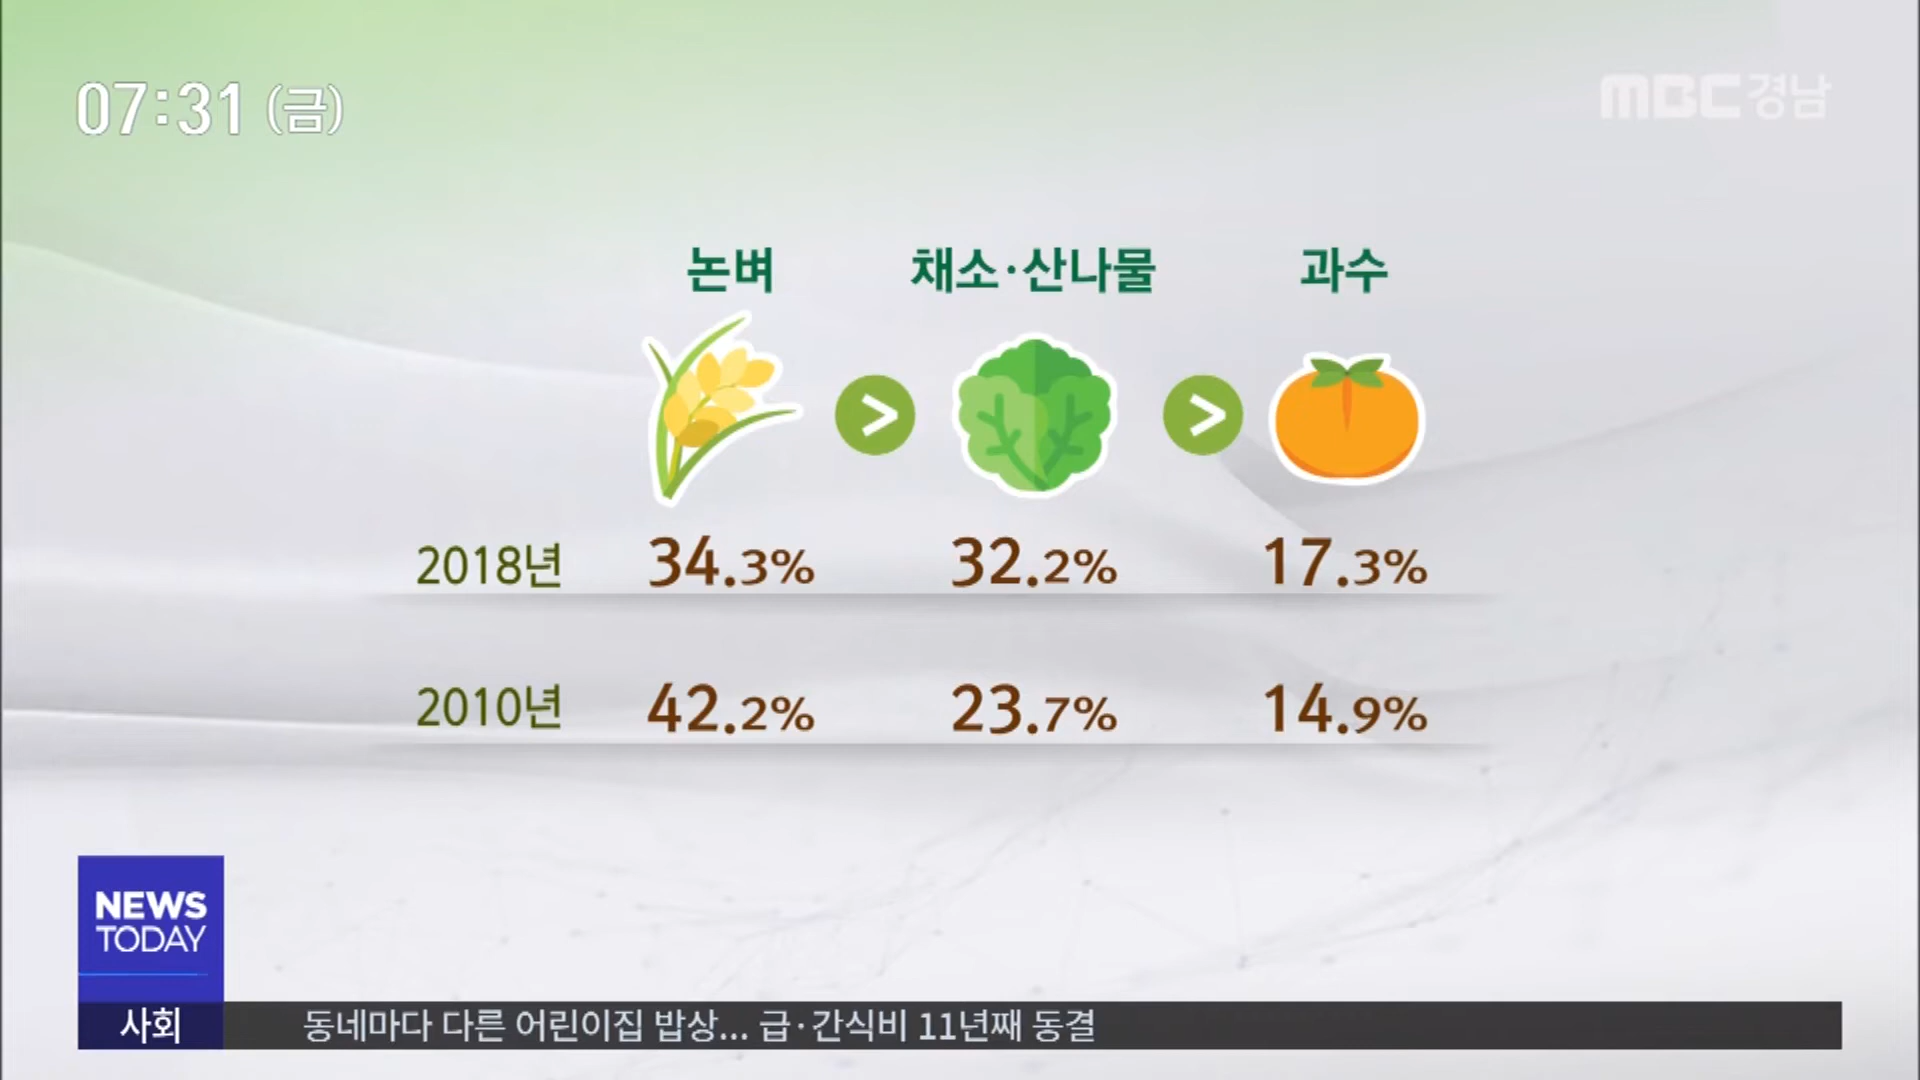 07:31 (금)
MBC경남
논벼 채소·산나물 과수
> >
2018년 34.3% 32.2% 17.3%
2010년 42.2% 23.7% 14.9%
NEWS
TODAY
사회 동네마다 다른 어린이집 밥상... 급·간식비 11년째 동결